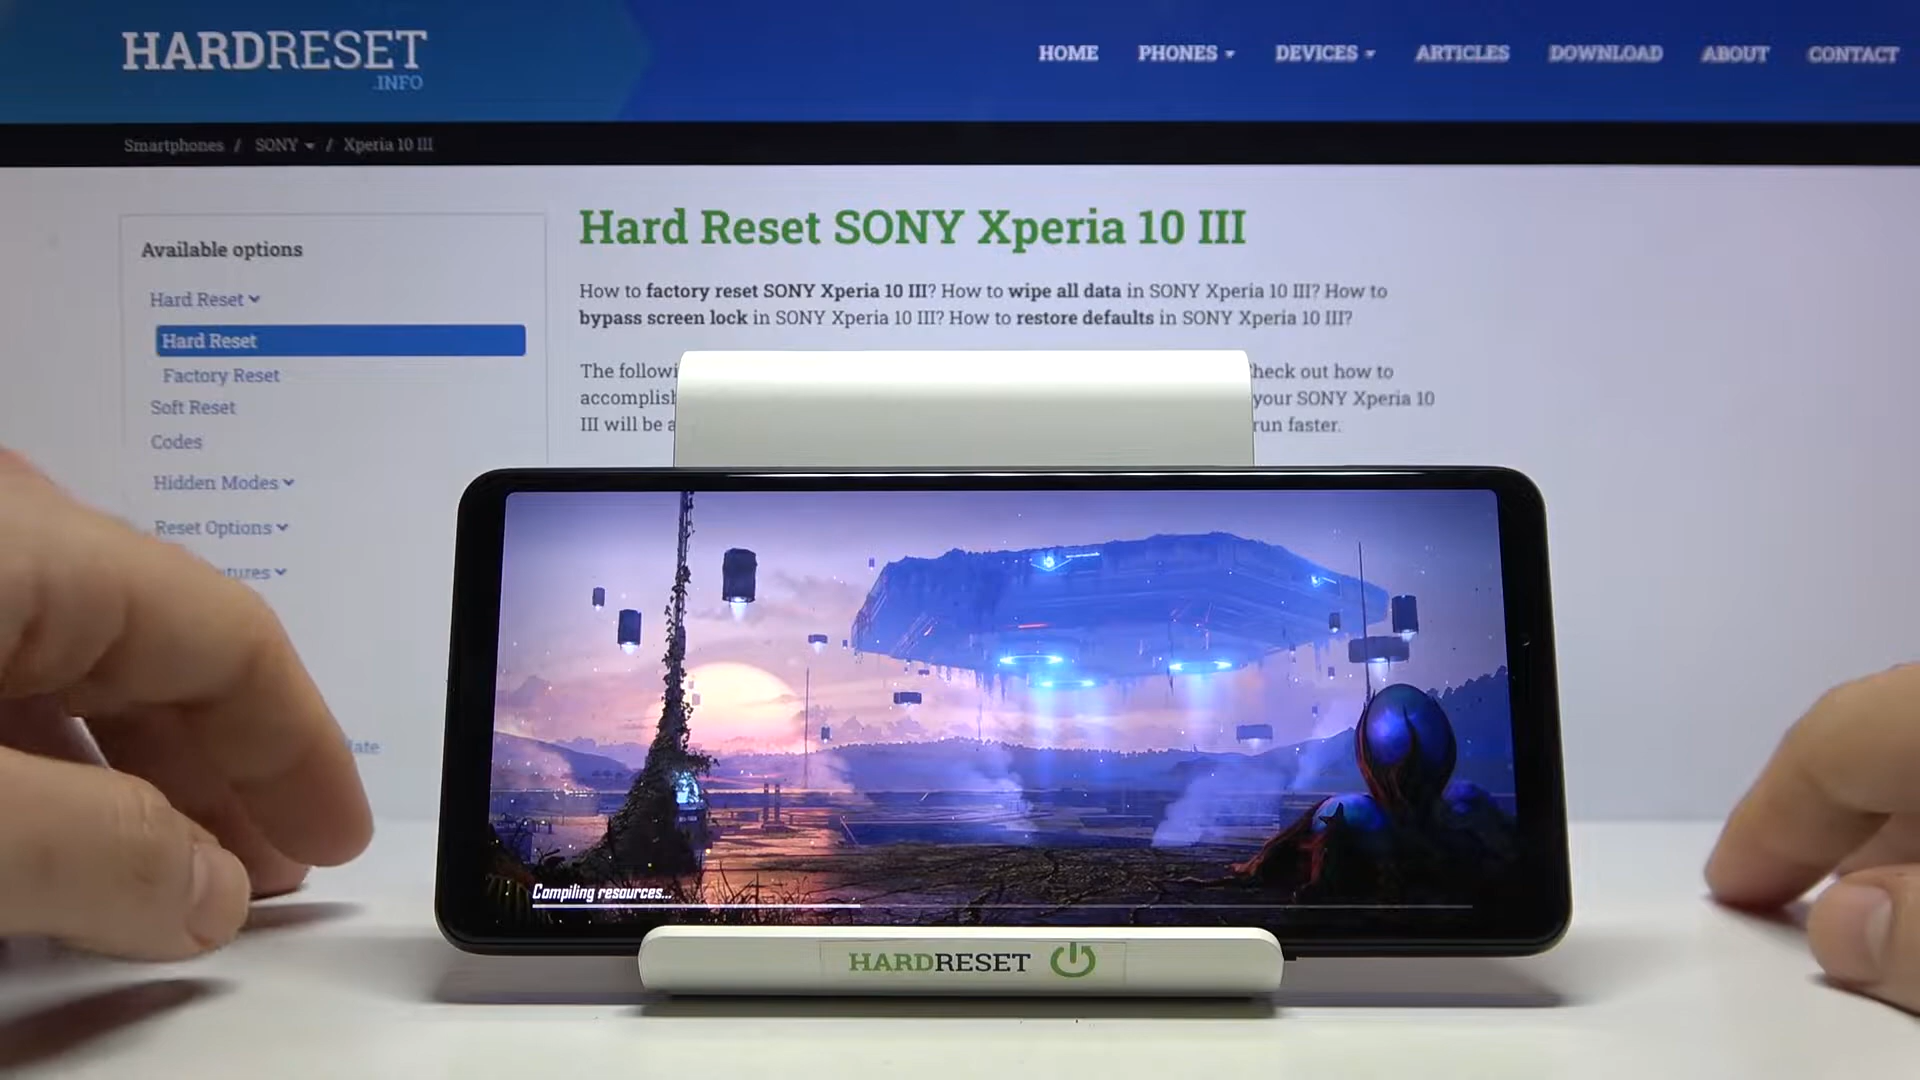 HARDRESET
.INFO
HOME PHONES DEVICES ARTICLES DOWNLOAD ABOUT CONTACT
Smartphones / SONY / Xperia 10 III
Available options
Hard Reset
Hard Reset
Factory Reset
Soft Reset
Codes
Hidden Modes
Reset Options
Hard Reset SONY Xperia 10 III
How to factory reset SONY Xperia 10 III? How to wipe all data in SONY Xperia 10 III? How to
bypass screen lock in SONY Xperia 10 III? How to restore defaults in SONY Xperia 10 III?
The heck out how to
your SONY Xperia 10
III will be run faster.
Compiling resources...
HARDRESET